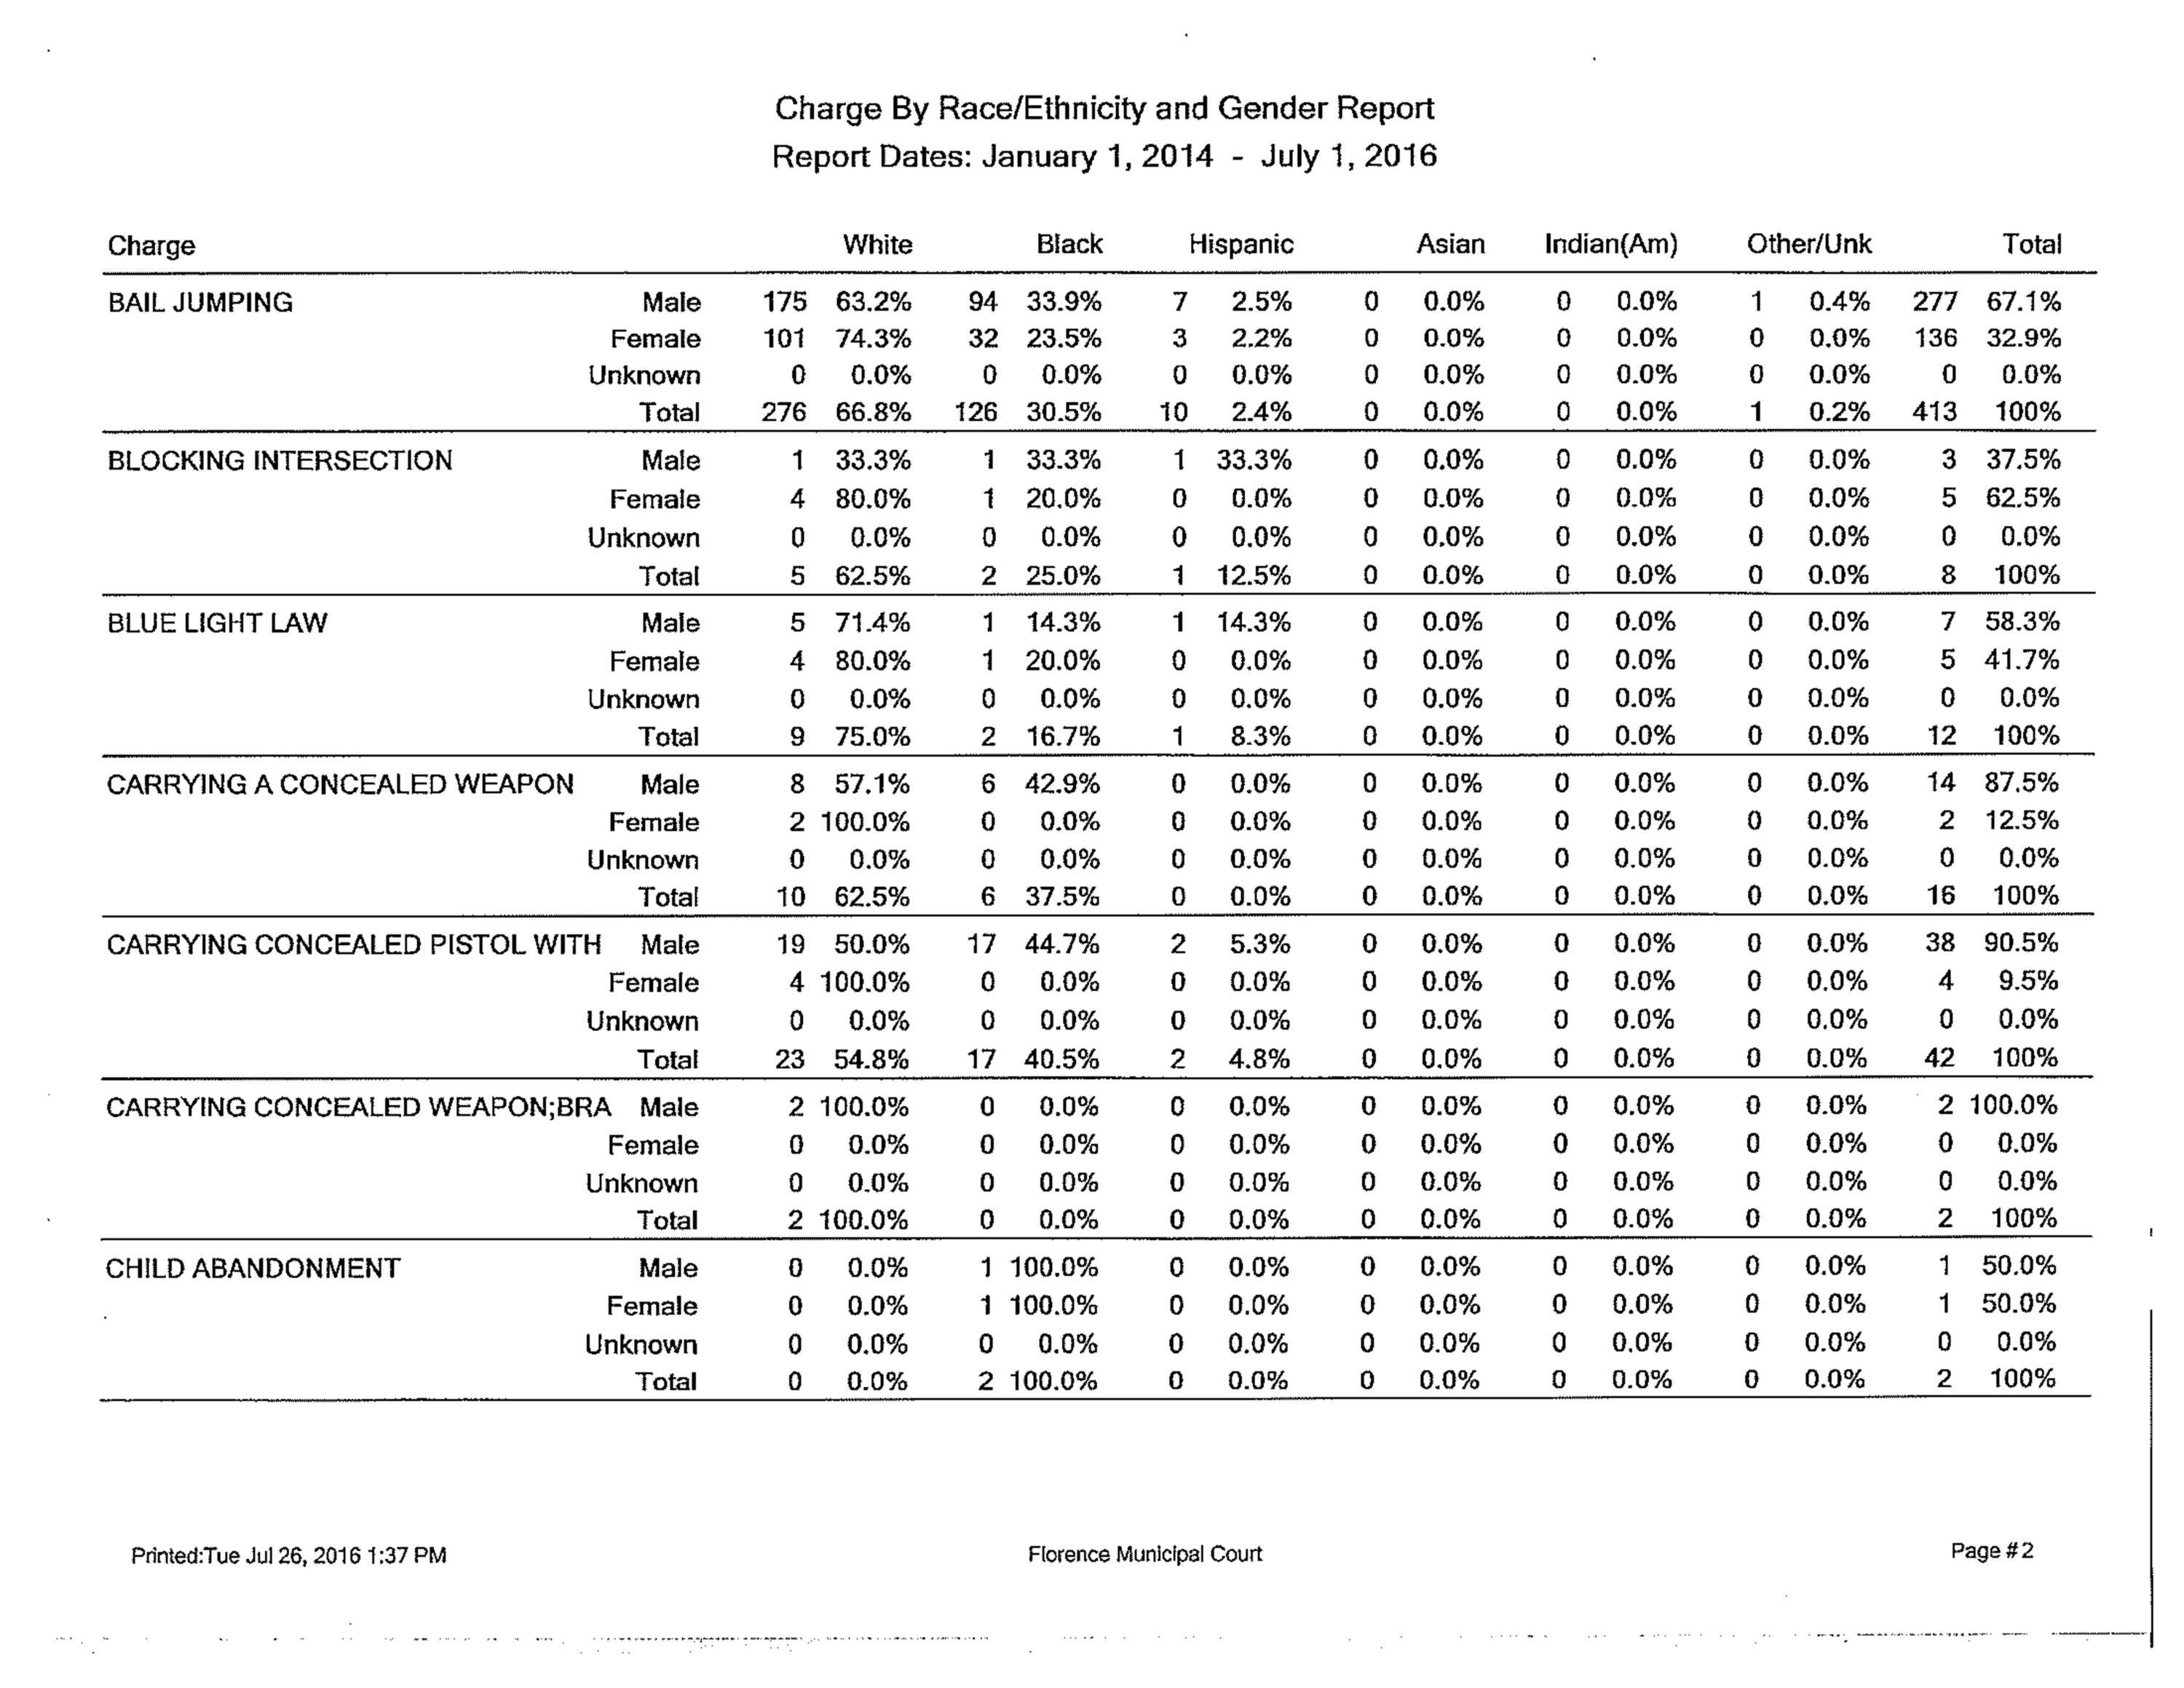 Charge By Race/Ethnicity and Gender Report
Report Dates: January 1, 2014 - July 1, 2016
Charge White Black Hispanic Asian Indian(Am) Other/Unk Total
BAIL JUMPING Male 175 63.2% 94 33.9% 7 2.5% 0 0.0% 0 0.0% 1 0.4% 277 67.1%
Female 101 74.3% 32 23.5% 3 2.2% 0 0.0% 0 0.0% 0 0.0% 136 32.9%
Unknown 0 0.0% 0 0.0% 0 0.0% 0 0.0% 0 0.0% 0 0.0% 0 0.0%
Total 276 66.8% 126 30.5% 10 2.4% 0 0.0% 0 0.0% 1 0.2% 413 100%
BLOCKING INTERSECTION Male 1 33.3% 1 33.3% 1 33.3% 0 0.0% 0 0.0% 0 0.0% 3 37.5%
Female 4 80.0% 1 20.0% 0 0.0% 0 0.0% 0 0.0% 0 0.0% 5 62.5%
Unknown 0 0.0% 0 0.0% 0 0.0% 0 0.0% 0 0.0% 0 0.0% 0 0.0%
Total 5 62.5% 2 25.0% 1 12.5% 0 0.0% 0 0.0% 0 0.0% 8 100%
BLUE LIGHT LAW Male 5 71.4% 1 14.3% 1 14.3% 0 0.0% 0 0.0% 0 0.0% 7 58.3%
Female 4 80.0% 1 20.0% 0 0.0% 0 0.0% 0 0.0% 0 0.0% 5 41.7%
Unknown 0 0.0% 0 0.0% 0 0.0% 0 0.0% 0 0.0% 0 0.0% 0 0.0%
Total 9 75.0% 2 16.7% 1 8.3% 0 0.0% 0 0.0% 0 0.0% 12 100%
CARRYING A CONCEALED WEAPON Male 8 57.1% 6 42.9% 0 0.0% 0 0.0% 0 0.0% 0 0.0% 14 87.5%
Female 2 100.0% 0 0.0% 0 0.0% 0 0.0% 0 0.0% 0 0.0% 2 12.5%
Unknown 0 0.0% 0 0.0% 0 0.0% 0 0.0% 0 0.0% 0 0.0% 0 0.0%
Total 10 62.5% 6 37.5% 0 0.0% 0 0.0% 0 0.0% 0 0.0% 16 100%
CARRYING CONCEALED PISTOL WITH Male 19 50.0% 17 44.7% 2 5.3% 0 0.0% 0 0.0% 0 0.0% 38 90.5%
Female 4 100.0% 0 0.0% 0 0.0% 0 0.0% 0 0.0% 0 0.0% 4 9.5%
Unknown 0 0.0% 0 0.0% 0 0.0% 0 0.0% 0 0.0% 0 0.0% 0 0.0%
Total 23 54.8% 17 40.5% 2 4.8% 0 0.0% 0 0.0% 0 0.0% 42 100%
CARRYING CONCEALED WEAPON;BRA Male 2 100.0% 0 0.0% 0 0.0% 0 0.0% 0 0.0% 0 0.0% 2 100.0%
Female 0 0.0% 0 0.0% 0 0.0% 0 0.0% 0 0.0% 0 0.0% 0 0.0%
Unknown 0 0.0% 0 0.0% 0 0.0% 0 0.0% 0 0.0% 0 0.0% 0 0.0%
Total 2 100.0% 0 0.0% 0 0.0% 0 0.0% 0 0.0% 0 0.0% 2 100%
CHILD ABANDONMENT Male 0 0.0% 1 100.0% 0 0.0% 0 0.0% 0 0.0% 0 0.0% 1 50.0%
Female 0 0.0% 1 100.0% 0 0.0% 0 0.0% 0 0.0% 0 0.0% 1 50.0%
Unknown 0 0.0% 0 0.0% 0 0.0% 0 0.0% 0 0.0% 0 0.0% 0 0.0%
Total 0 0.0% 2 100.0% 0 0.0% 0 0.0% 0 0.0% 0 0.0% 2 100%
Printed:Tue Jul 26, 2016 1:37 PM Florence Municipal Court Page #2